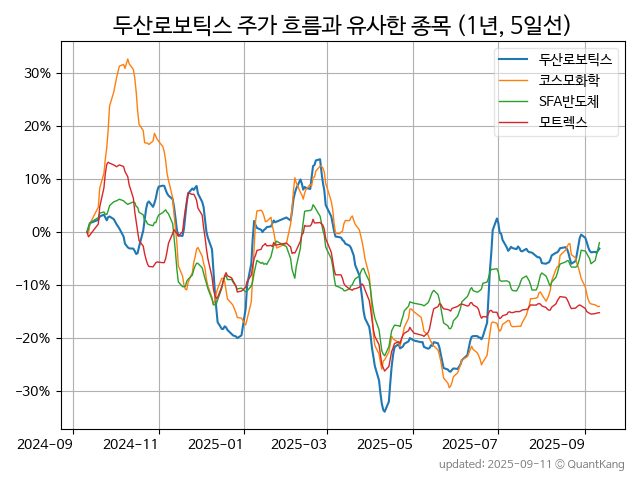 두산로보틱스 주가 흐름과 유사한 종목 (1년, 5일선)
두산로보틱스
코스모화학
SFA반도체
모트렉스
30%
20%
10%
0%
-10%
-20%
-30%
2024-09
2024-11
2025-01
2025-03
2025-05
2025-07
2025-09
updated: 2025-09-11 © QuantKang